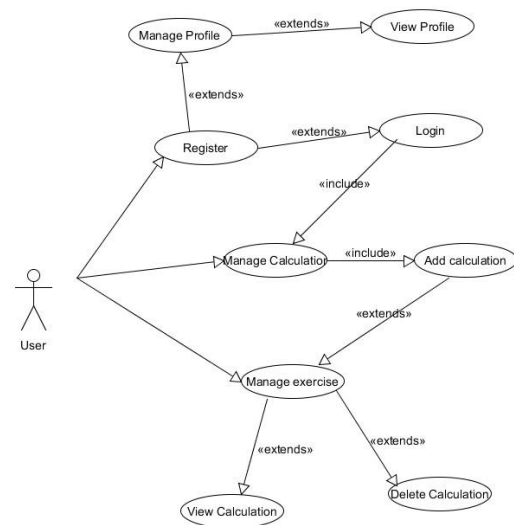 «extends»
View Profile
Manage Profile
«extends»
«extends»
Login
Register
«include»
Manage Calculation
«include»
Add calculation
«extends»
User
Manage exercise
«extends»
«extends»
View Calculation
Delete Calculation